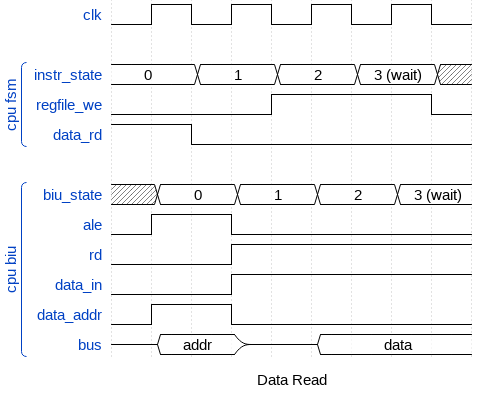 clk
cpu fsm
instr_state 0 1 2 3 (wait)
regfile_we
data_rd
cpu biu
biu_state 0 1 2 3 (wait)
ale
rd
data_in
data_addr
bus addr data
Data Read